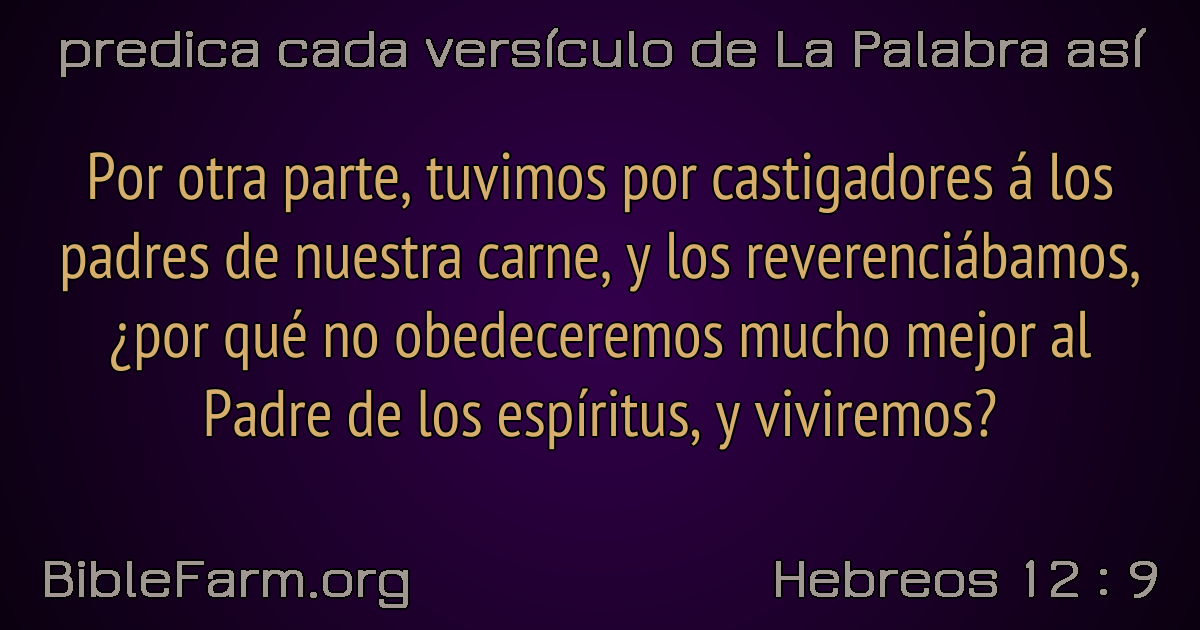 predica cada versículo de La Palabra así
Por otra parte, tuvimos por castigadores á los
padres de nuestra carne, y los reverenciábamos,
¿por qué no obedeceremos mucho mejor al
Padre de los espíritus, y viviremos?
BibleFarm.org
Hebreos 12 : 9